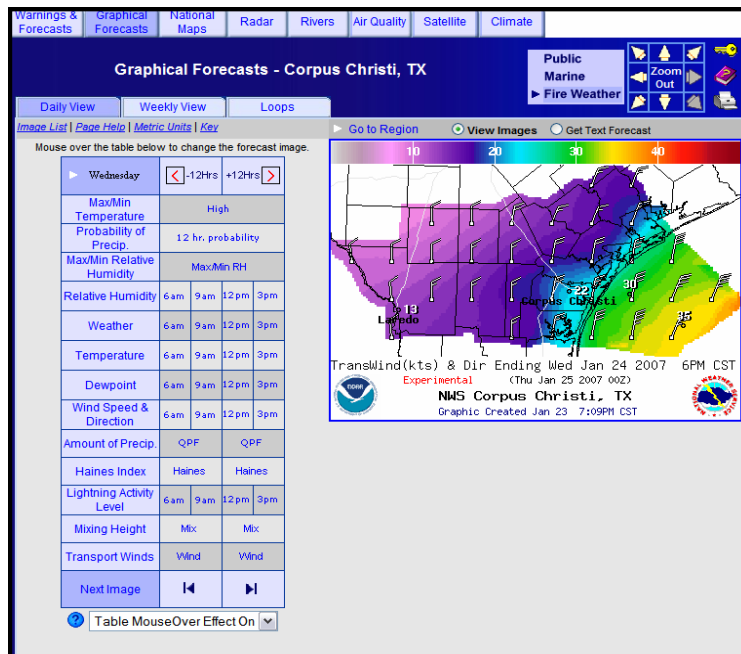 Warnings & Forecasts
Graphical Forecasts
National Maps
Radar
Rivers
Air Quality
Satellite
Climate
Graphical Forecasts - Corpus Christi, TX
Public
Marine
Fire Weather
Zoom Out
Daily View
Weekly View
Loops
Image List | Page Help | Metric Units | Key
Go to Region
View Images
Get Text Forecast
Mouse over the table below to change the forecast image.
Wednesday
-12Hrs
+12Hrs
Max/Min Temperature
High
Probability of Precip.
12 hr. probability
Max/Min Relative Humidity
Max/Min RH
Relative Humidity
6am 9am 12pm 3pm
Weather
6am 9am 12pm 3pm
Temperature
6am 9am 12pm 3pm
Dewpoint
6am 9am 12pm 3pm
Wind Speed & Direction
6am 9am 12pm 3pm
Amount of Precip.
QPF QPF
Haines Index
Haines Haines
Lightning Activity Level
6am 9am 12pm 3pm
Mixing Height
Mix Mix
Transport Winds
Wind Wind
Next Image
Table MouseOver Effect On
10 20 30 40
22
Corpus Christi
30
13
Laredo
35
TransWind(kts) & Dir Ending Wed Jan 24 2007 6PM CST
Experimental
(Thu Jan 25 2007 00Z)
NWS Corpus Christi, TX
Graphic Created Jan 23 7:09PM CST